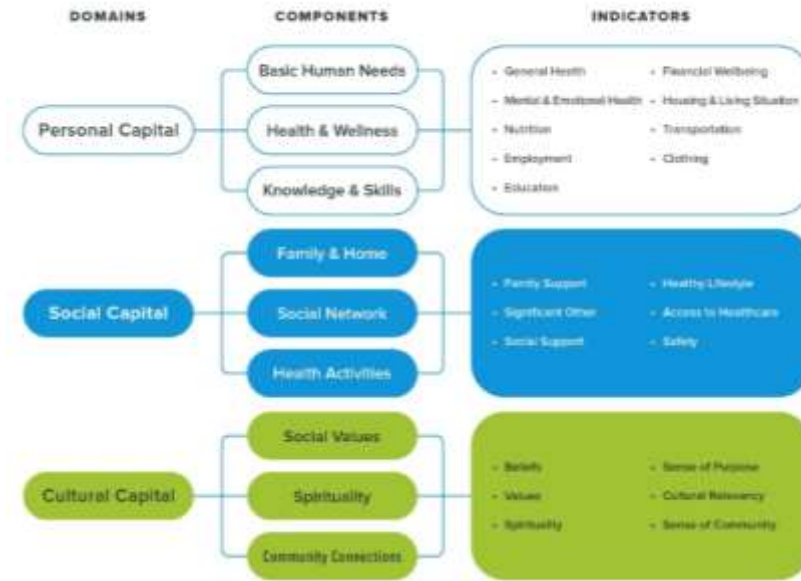 DOMAINS COMPONENTS INDICATORS
Personal Capital
Basic Human Needs
Health & Wellness
Knowledge & Skills
• General Health
• Mental & Emotional Health
• Nutrition
• Employment
• Education
• Financial Wellbeing
• Housing & Living Situation
• Transportation
• Clothing
Social Capital
Family & Home
Social Network
Health Activities
• Family Support
• Significant Other
• Social Support
• Healthy Lifestyle
• Access to Healthcare
• Safety
Cultural Capital
Social Values
Spirituality
Community Connections
• Beliefs
• Values
• Spirituality
• Sense of Purpose
• Cultural Relevancy
• Sense of Community